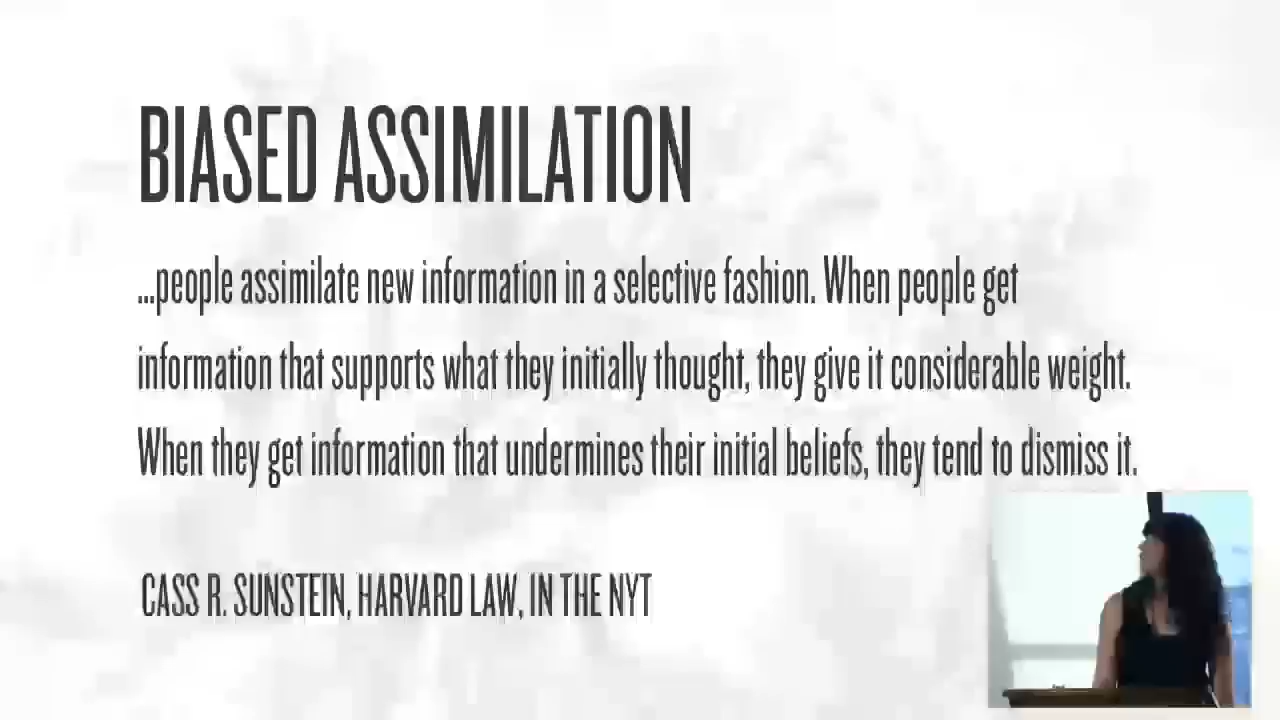 BIASED ASSIMILATION
...people assimilate new information in a selective fashion. When people get
information that supports what they initially thought, they give it considerable weight.
When they get information that undermines their initial beliefs, they tend to dismiss it.
CASS R. SUNSTEIN, HARVARD LAW, IN THE NYT